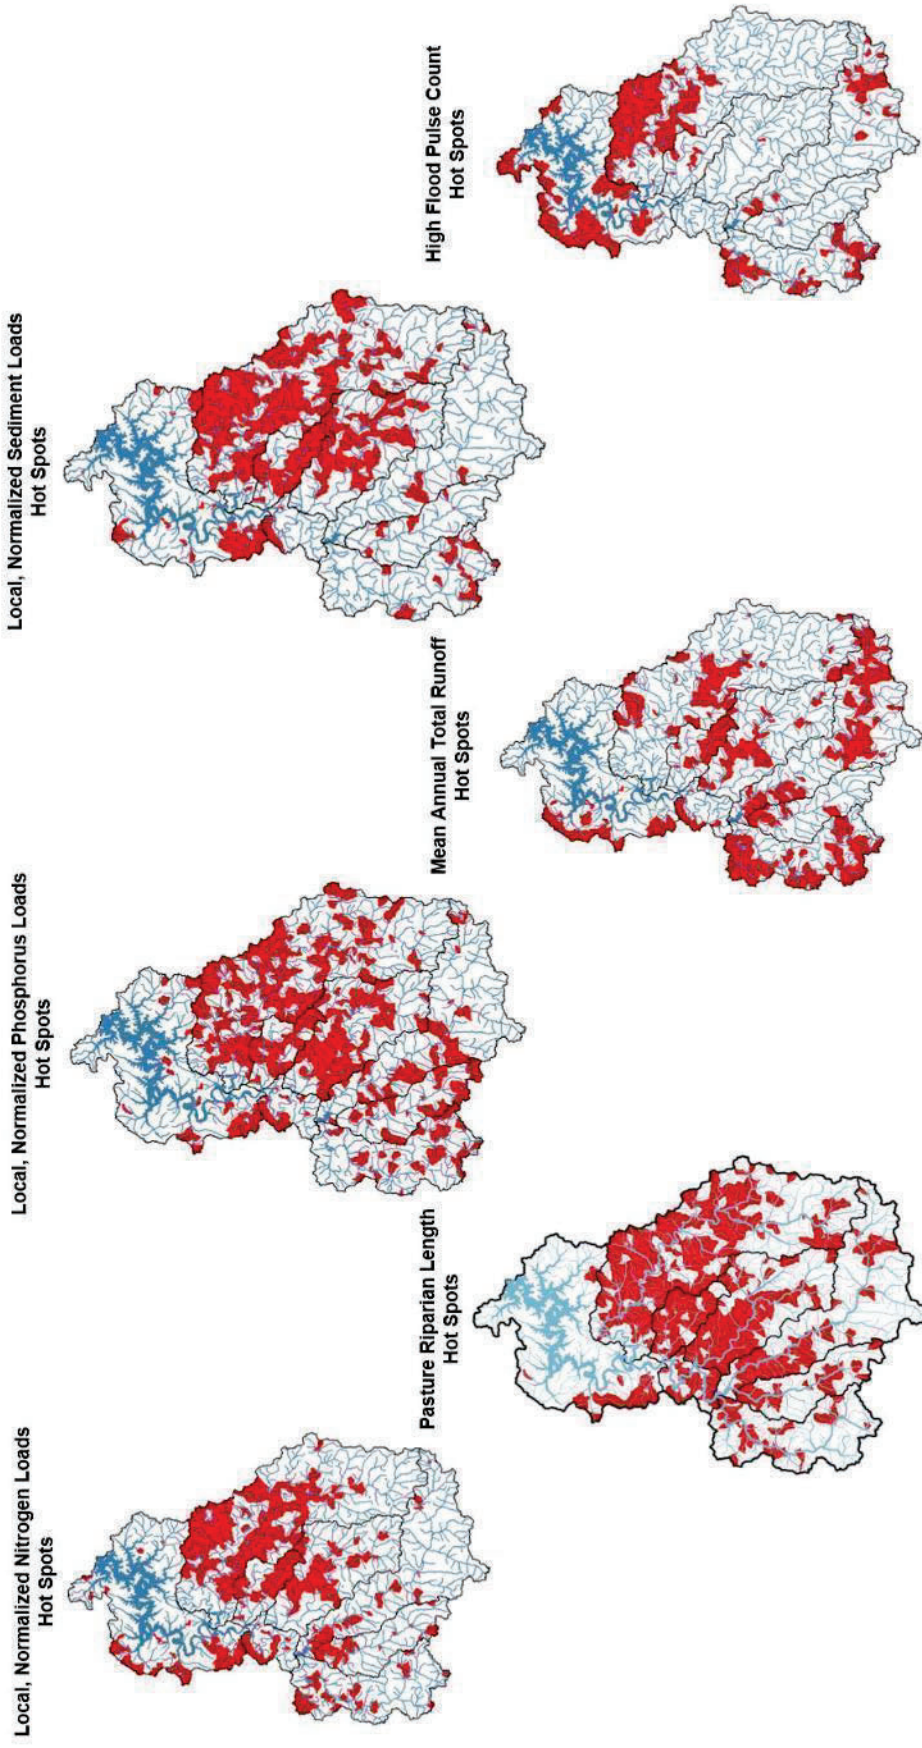 Local, Normalized Nitrogen Loads
Hot Spots
Local, Normalized Phosphorus Loads
Hot Spots
Local, Normalized Sediment Loads
Hot Spots
Pasture Riparian Length
Hot Spots
Mean Annual Total Runoff
Hot Spots
High Flood Pulse Count
Hot Spots